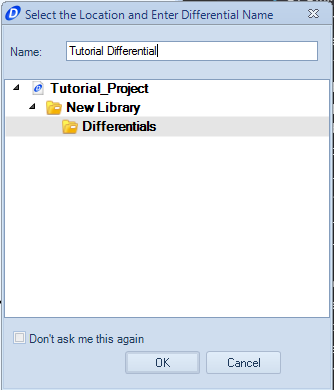 Select the Location and Enter Differential Name
Name: Tutorial Differential
Tutorial_Project
New Library
Differentials
Don't ask me this again
OK Cancel